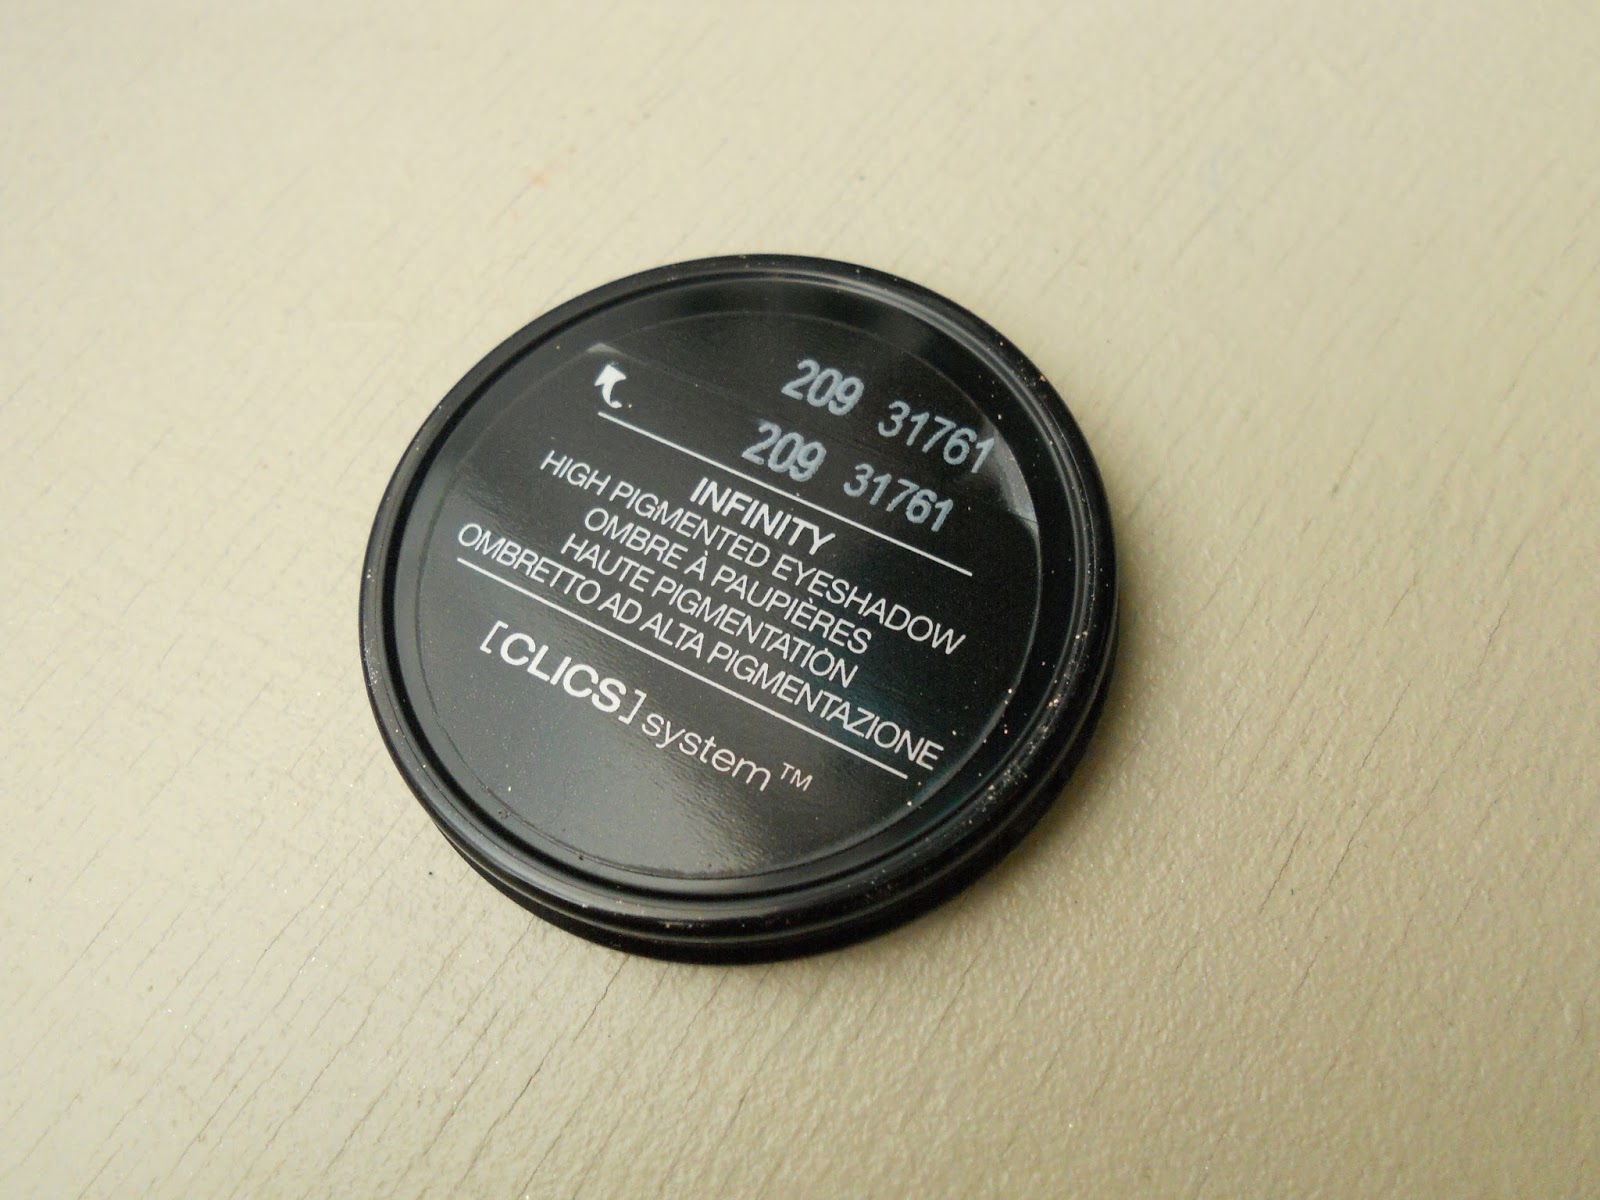 209 31761
209 31761
INFINITY
HIGH PIGMENTED EYESHADOW
OMBRE À PAUPIÈRES
HAUTE PIGMENTATION
OMBRETTO AD ALTA PIGMENTAZIONE
[CLICS] system™